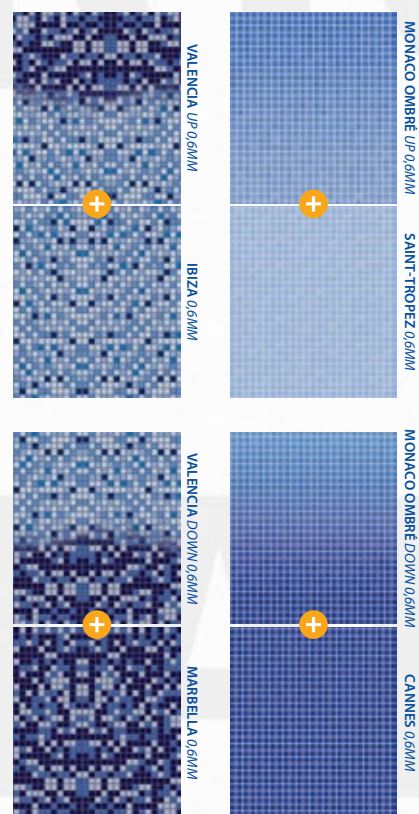 VALENCIA UP 0,6MM
MONACO OMBRÉ UP 0,6MM
+
+
IBIZA 0,6MM
SAINT-TROPEZ 0,6MM
VALENCIA DOWN 0,6MM
MONACO OMBRÉ DOWN 0,6MM
+
+
MARBELLA 0,6MM
CANNES 0,6MM